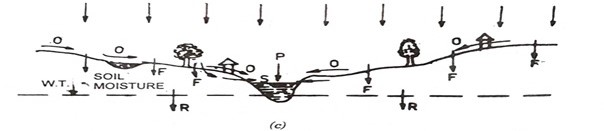 O O O O
O F F O P F F F
S
W.T. SOIL
MOISTURE
R R
(c)